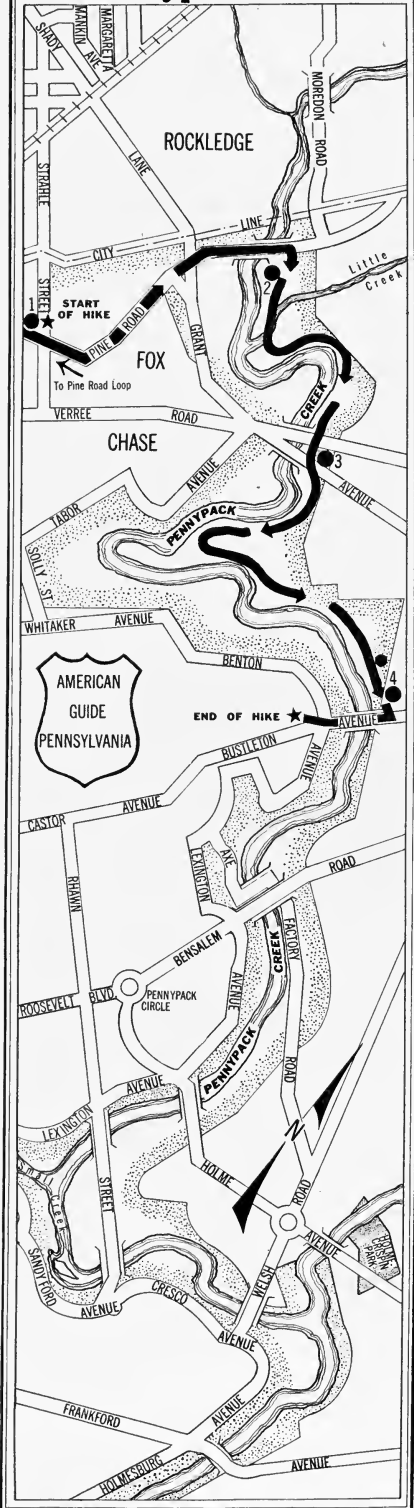 SHADY
MANKIN
AVE
MARGARETTA
LANE
STRAHLE
STREET
ROCKLEDGE
MOREDON
ROAD
CITY
LINE
Little
Creek
1
START
OF HIKE
2
PINE ROAD
FOX
GRANT
To Pine Road Loop
CREEK
VERREE
ROAD
CHASE
3
AVENUE
AVENUE
TABOR
PENNYPACK
SOLLY ST
WHITAKER
AVENUE
BENTON
4
AMERICAN
GUIDE
PENNSYLVANIA
END OF HIKE
AVENUE
BUSTLETON
AVENUE
AVENUE
CASTOR
LEXINGTON
AXE
ROAD
RHAWN
BENSALEM
FACTORY
CREEK
ROOSEVELT
BLVD
PENNYPACK
CIRCLE
AVENUE
ROAD
PENNYPACK
AVENUE
LEXINGTON
N
STREET
HOLME
ROAD
AVENUE
Creek
SANDYFORD
WELSH
PARK
AVENUE
CRESCO
AVENUE
FRANKFORD
AVENUE
AVENUE
HOLMESBURG